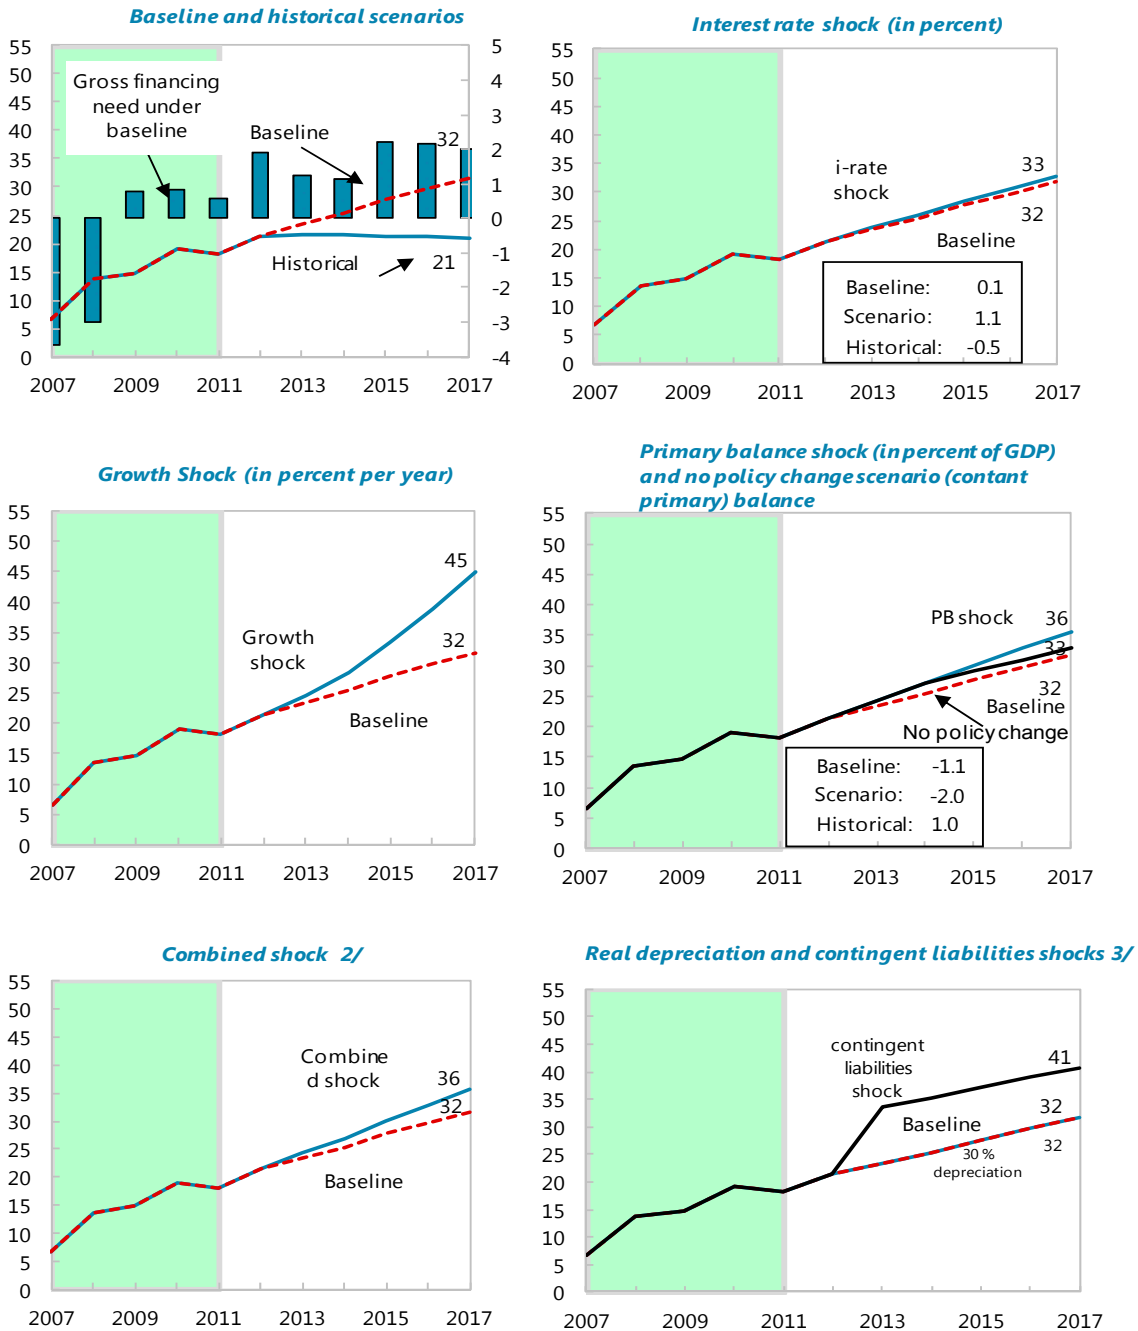 Baseline and historical scenarios
55
50
45
40
35
30
25
20
15
10
5
0
5
4
3
2
1
0
-1
-2
-3
-4
Gross financing
need under
baseline
Baseline
32
Historical
21
2007 2009 2011 2013 2015 2017
Interest rate shock (in percent)
55
50
45
40
35
30
25
20
15
10
5
0
i-rate
shock
33
32
Baseline
Baseline: 0.1
Scenario: 1.1
Historical: -0.5
2007 2009 2011 2013 2015 2017
Growth Shock (in percent per year)
55
50
45
40
35
30
25
20
15
10
5
0
45
Growth
shock
32
Baseline
2007 2009 2011 2013 2015 2017
Primary balance shock (in percent of GDP)
and no policy change scenario (contant
primary) balance
55
50
45
40
35
30
25
20
15
10
5
0
PB shock
36
33
32
Baseline
No policy change
Baseline: -1.1
Scenario: -2.0
Historical: 1.0
2007 2009 2011 2013 2015 2017
Combined shock 2/
55
50
45
40
35
30
25
20
15
10
5
0
Combine
d shock
36
32
Baseline
2007 2009 2011 2013 2015 2017
Real depreciation and contingent liabilities shocks 3/
55
50
45
40
35
30
25
20
15
10
5
0
contingent
liabilities
shock
41
32
Baseline
32
30 %
depreciation
2007 2009 2011 2013 2015 2017